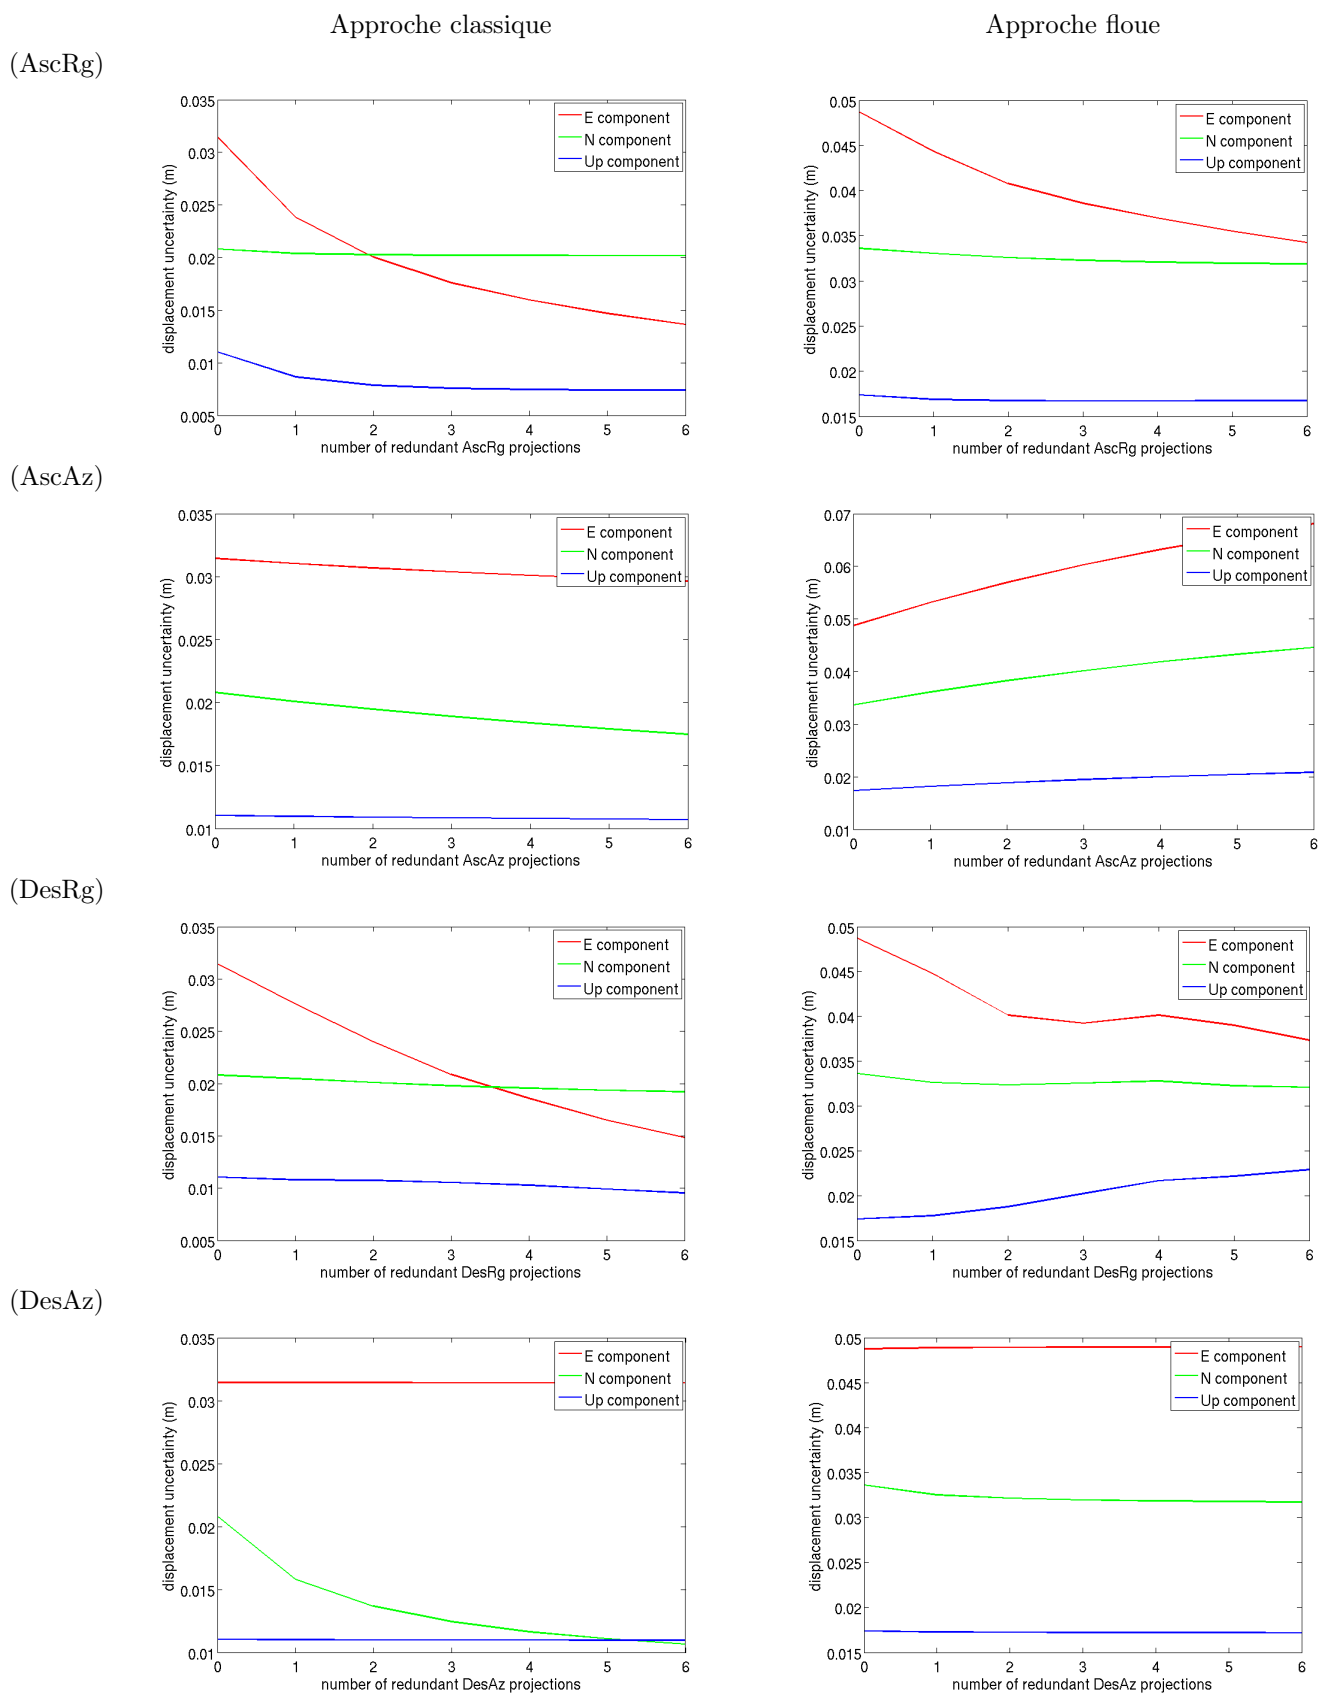 Approche classique Approche floue
(AscRg)
0.035
0.03
0.025
0.02
0.015
0.01
0.005
displacement uncertainty (m)
E component
N component
Up component
0 1 2 3 4 5 6
number of redundant AscRg projections
0.05
0.045
0.04
0.035
0.03
0.025
0.02
0.015
displacement uncertainty (m)
E component
N component
Up component
0 1 2 3 4 5 6
number of redundant AscRg projections
(AscAz)
0.035
0.03
0.025
0.02
0.015
0.01
displacement uncertainty (m)
E component
N component
Up component
0 1 2 3 4 5 6
number of redundant AscAz projections
0.07
0.06
0.05
0.04
0.03
0.02
0.01
displacement uncertainty (m)
E component
N component
Up component
0 1 2 3 4 5 6
number of redundant AscAz projections
(DesRg)
0.035
0.03
0.025
0.02
0.015
0.01
0.005
displacement uncertainty (m)
E component
N component
Up component
0 1 2 3 4 5 6
number of redundant DesRg projections
0.05
0.045
0.04
0.035
0.03
0.025
0.02
0.015
displacement uncertainty (m)
E component
N component
Up component
0 1 2 3 4 5 6
number of redundant DesRg projections
(DesAz)
0.035
0.03
0.025
0.02
0.015
0.01
displacement uncertainty (m)
E component
N component
Up component
0 1 2 3 4 5 6
number of redundant DesAz projections
0.05
0.045
0.04
0.035
0.03
0.025
0.02
0.015
displacement uncertainty (m)
E component
N component
Up component
0 1 2 3 4 5 6
number of redundant DesAz projections